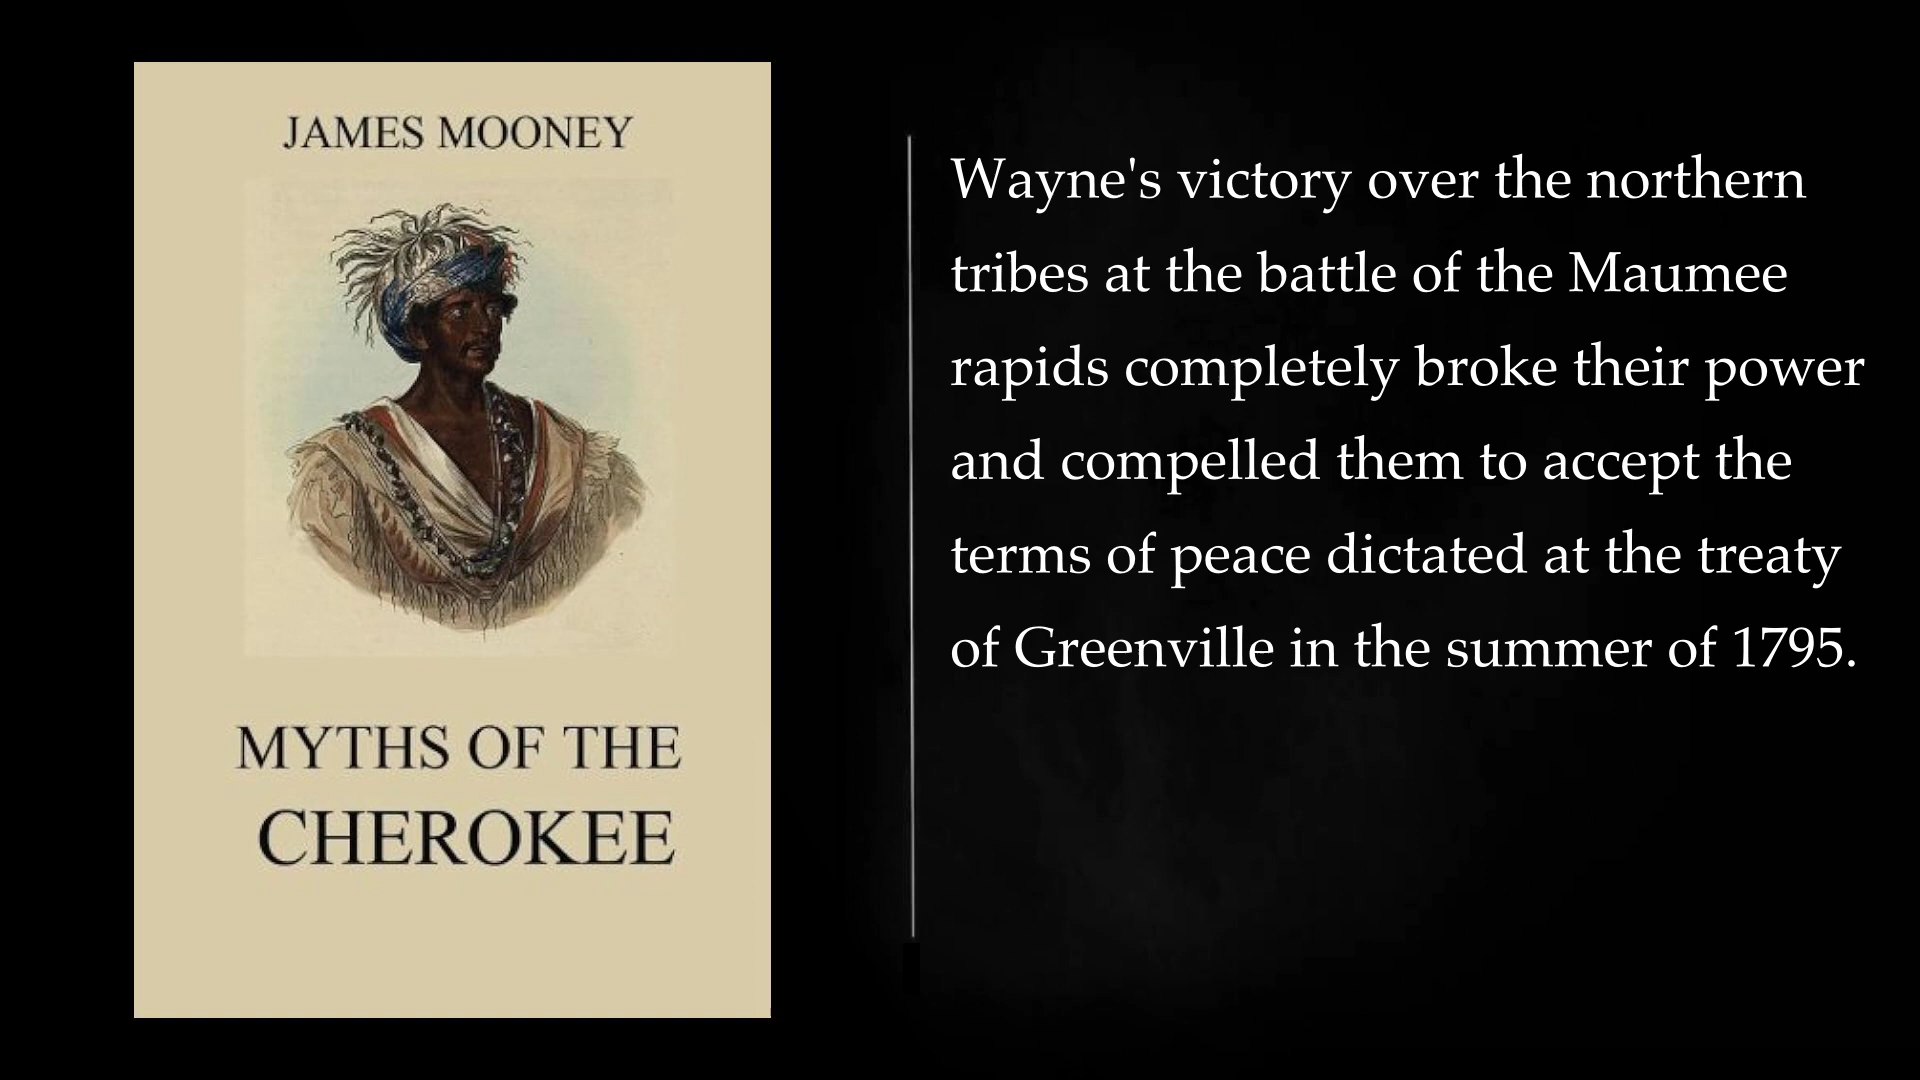 JAMES MOONEY
MYTHS OF THE
CHEROKEE
Wayne's victory over the northern
tribes at the battle of the Maumee
rapids completely broke their power
and compelled them to accept the
terms of peace dictated at the treaty
of Greenville in the summer of 1795.